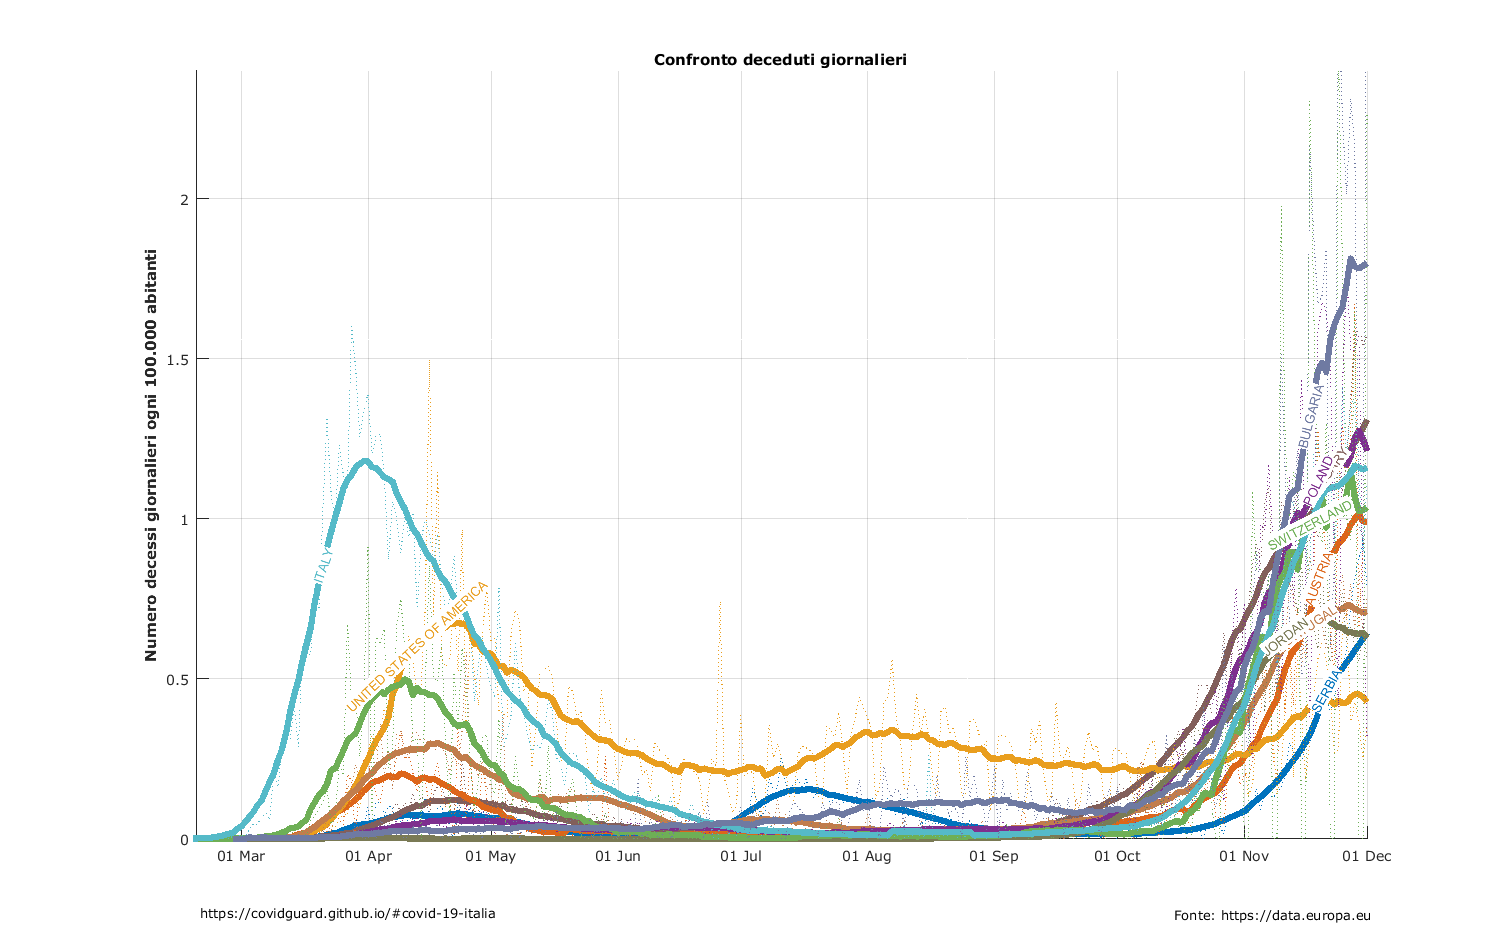 Confronto deceduti giornalieri
Numero decessi giornalieri ogni 100.000 abitanti
2
1.5
1
0.5
0
01 Mar
01 Apr
01 May
01 Jun
01 Jul
01 Aug
01 Sep
01 Oct
01 Nov
01 Dec
ITALY
UNITED STATES OF AMERICA
BULGARIA
POLAND
SWITZERLAND
AUSTRIA
JORDAN
SERBIA
https://covidguard.github.io/#covid-19-italia
Fonte: https://data.europa.eu